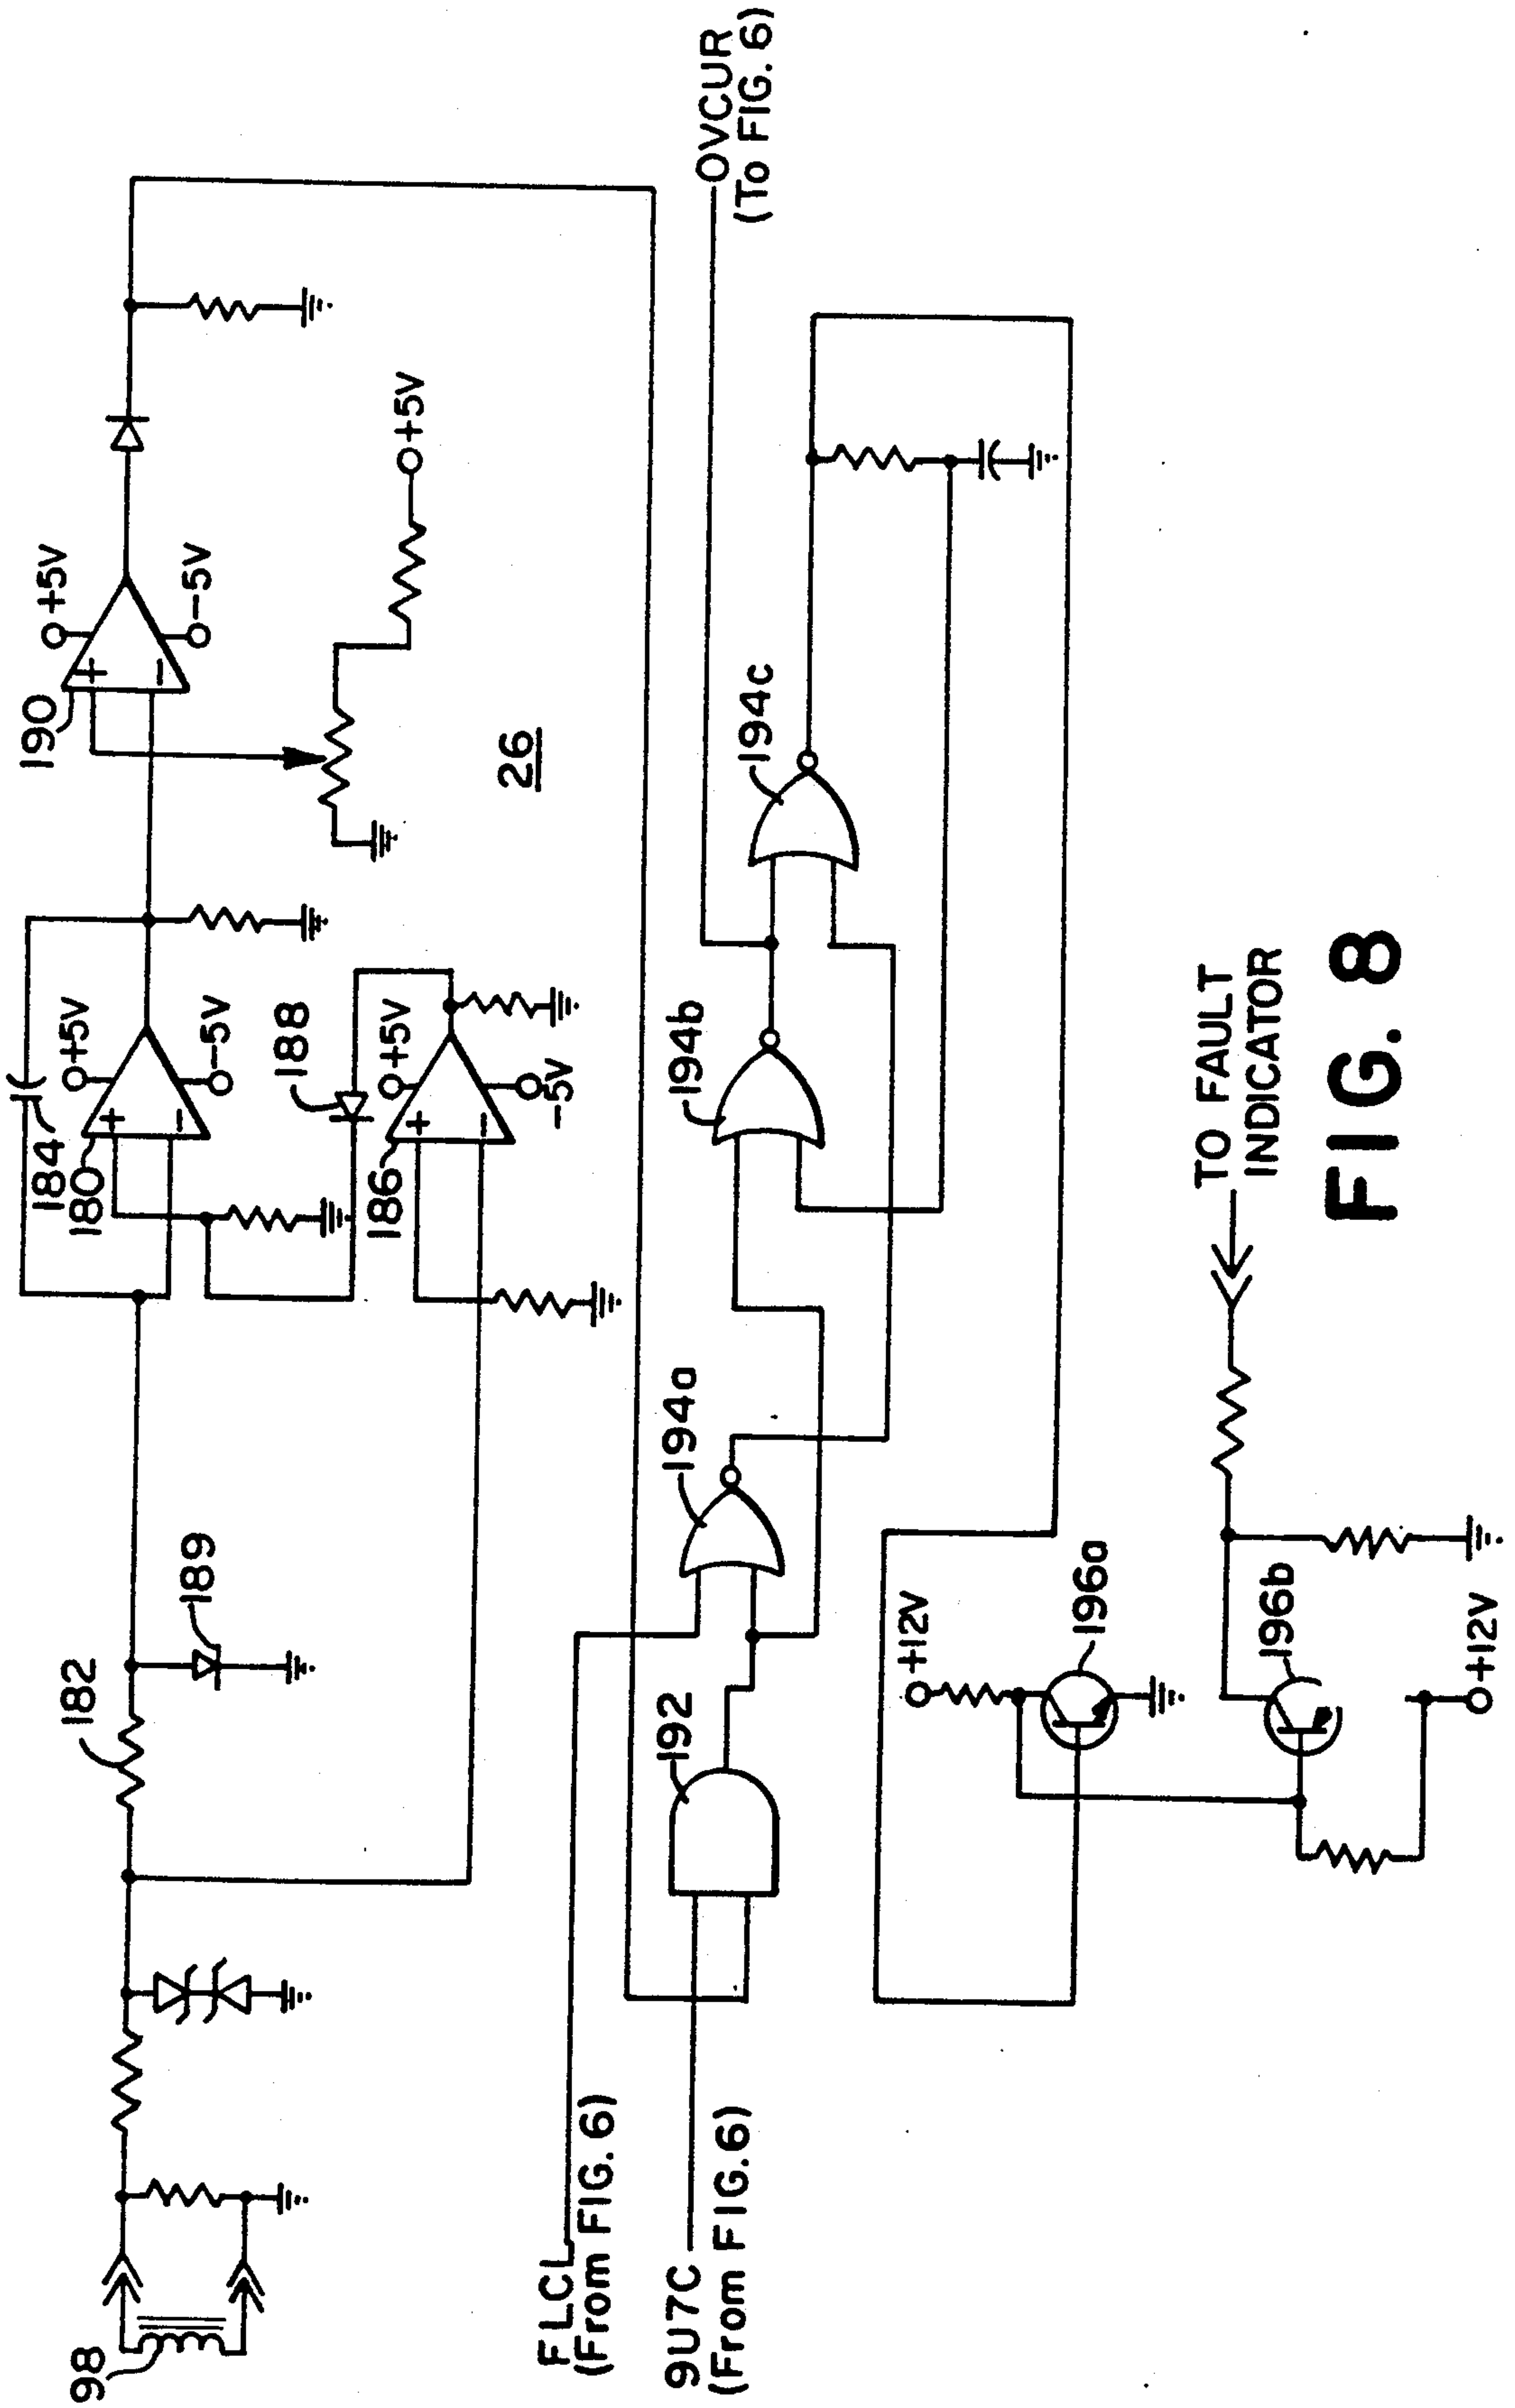 98
182
189
184
180
+5V
-5V
188
186
+5V
-5V
190
+5V
-5V
+5V
26
FLCL
(From FIG. 6)
9U7C
(From FIG. 6)
192
194a
194b
194c
OVCUR
(To FIG. 6)
+12V
196a
196b
+12V
TO FAULT
INDICATOR
FIG. 8